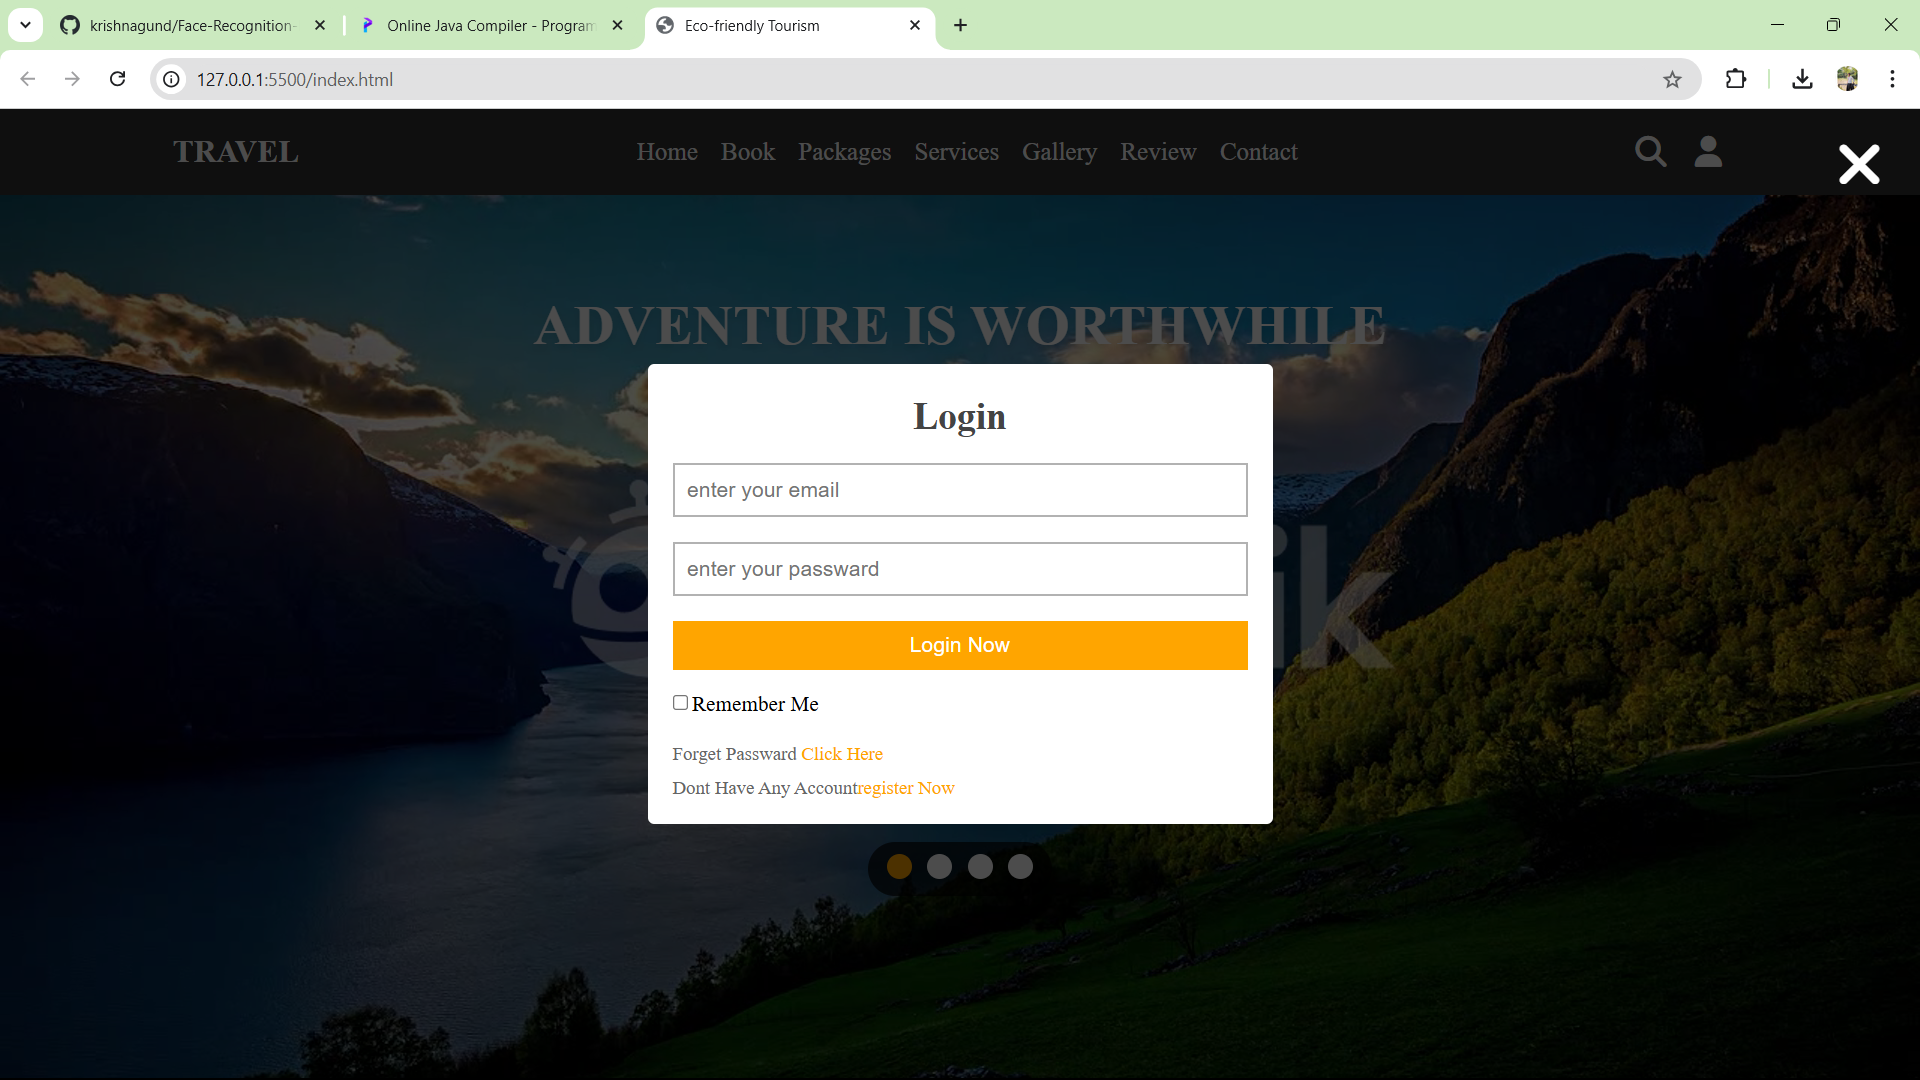 krishnagund/Face-Recognition-
Online Java Compiler - Program
Eco-friendly Tourism
127.0.0.1:5500/index.html
TRAVEL
Home Book Packages Services Gallery Review Contact
ADVENTURE IS WORTHWHILE
Login
enter your email
enter your passward
Login Now
Remember Me
Forget Passward Click Here
Dont Have Any Accountregister Now
ik